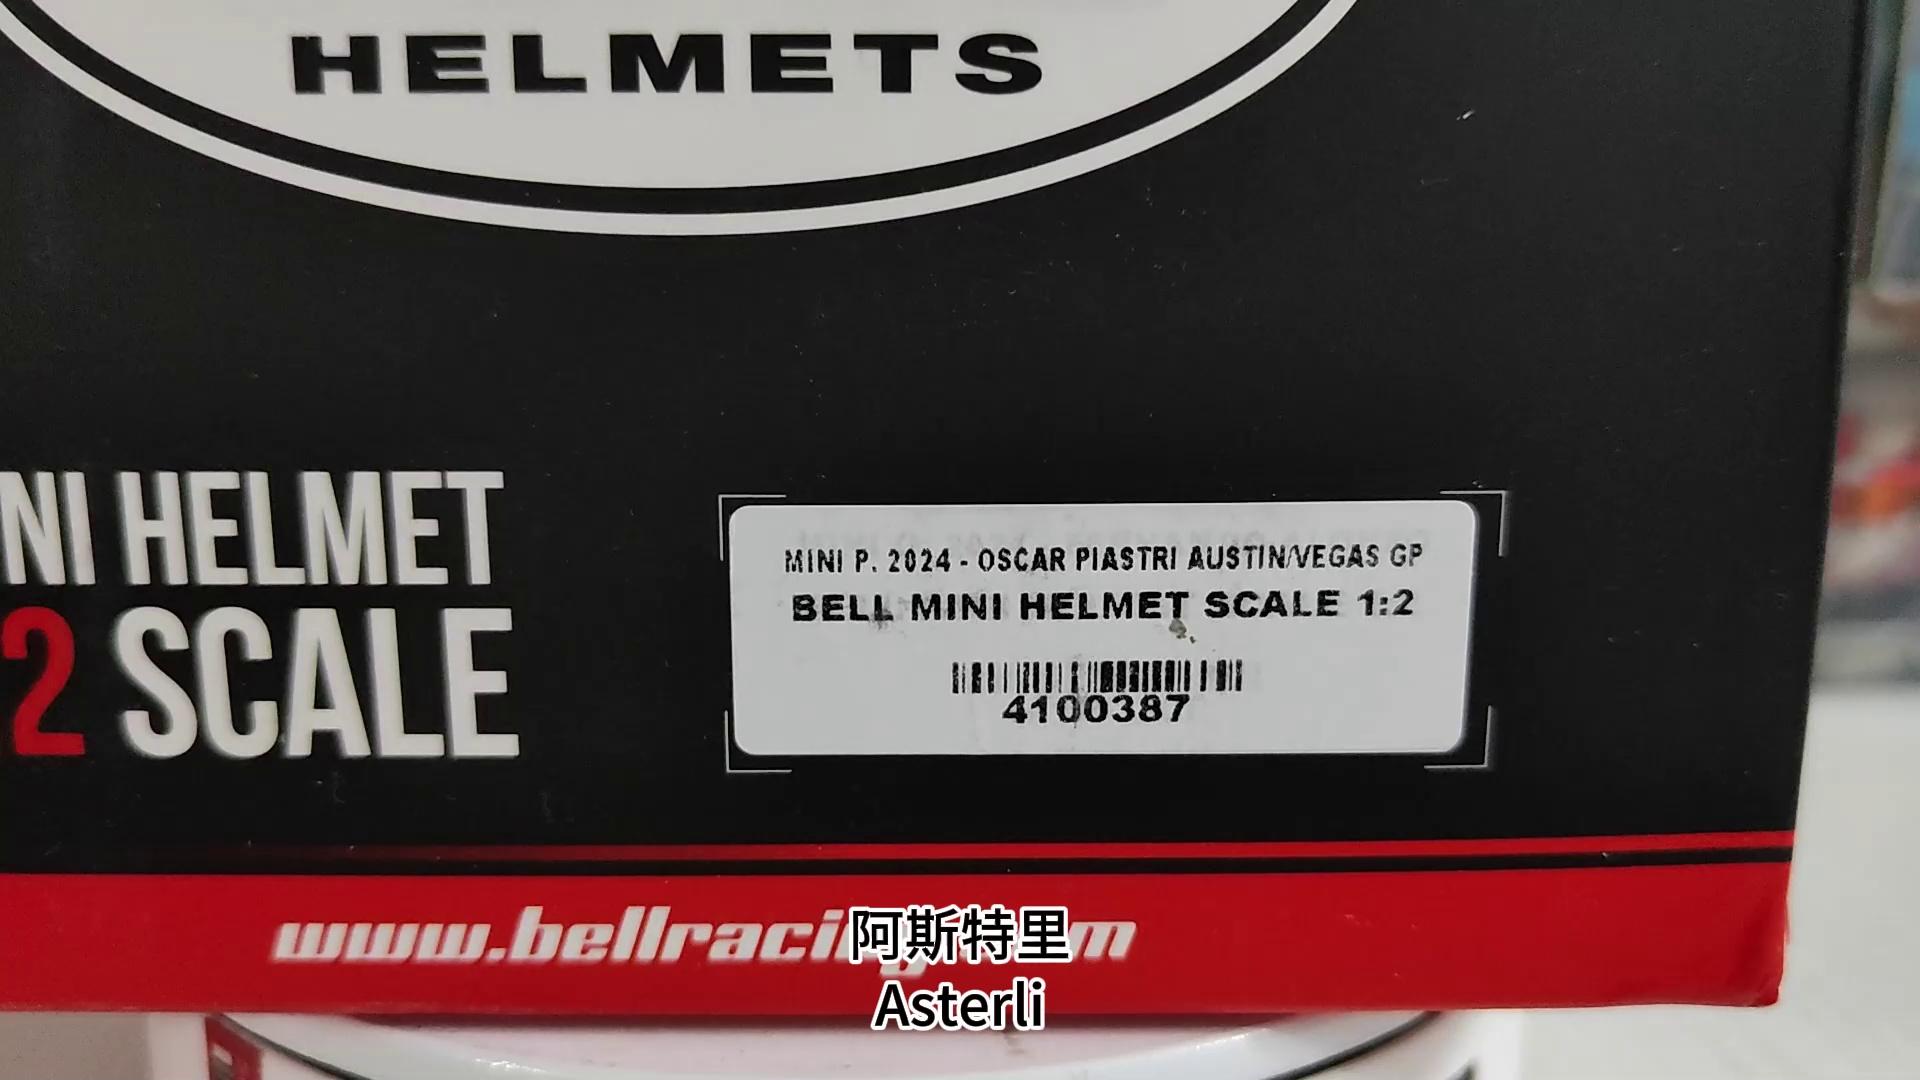 HELMETS
NI HELMET
2 SCALE
MINI P. 2024 - OSCAR PIASTRI AUSTIN/VEGAS GP
BELL MINI HELMET SCALE 1:2
4100387
阿斯特里
Asterli